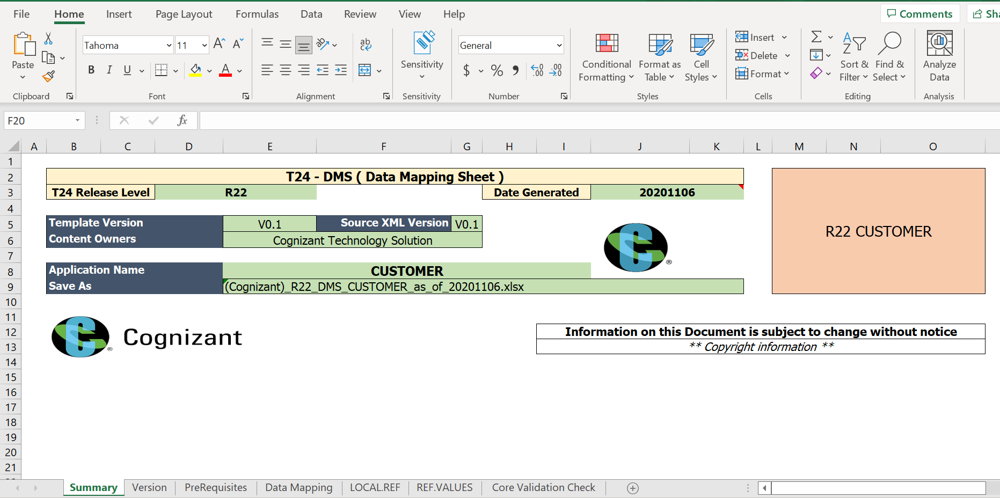 File Home Insert Page Layout Formulas Data Review View Help Comments
Tahoma 11 A A ab General Insert
Paste Sensitivity Conditional Format as Cell Delete Sort & Find & Analyze
B I U A $ % 9 .00 Formatting Table Styles Format Filter Select Data
Clipboard Font Alignment Sensitivity Number Styles Cells Editing Analysis
F20 fx
A B C D E F G H I J K L M N O
1
2 T24 - DMS ( Data Mapping Sheet )
3 T24 Release Level R22 Date Generated 20201106
4
5 Template Version V0.1 Source XML Version V0.1
R22 CUSTOMER
6 Content Owners Cognizant Technology Solution
7
8 Application Name CUSTOMER
9 Save As (Cognizant)_R22_DMS_CUSTOMER_as_of_20201106.xlsx
10
11
12 Information on this Document is subject to change without notice
Cognizant
13 ** Copyright information **
14
15
16
17
18
19
20
21
Summary Version PreRequisites Data Mapping LOCAL.REF REF.VALUES Core Validation Check